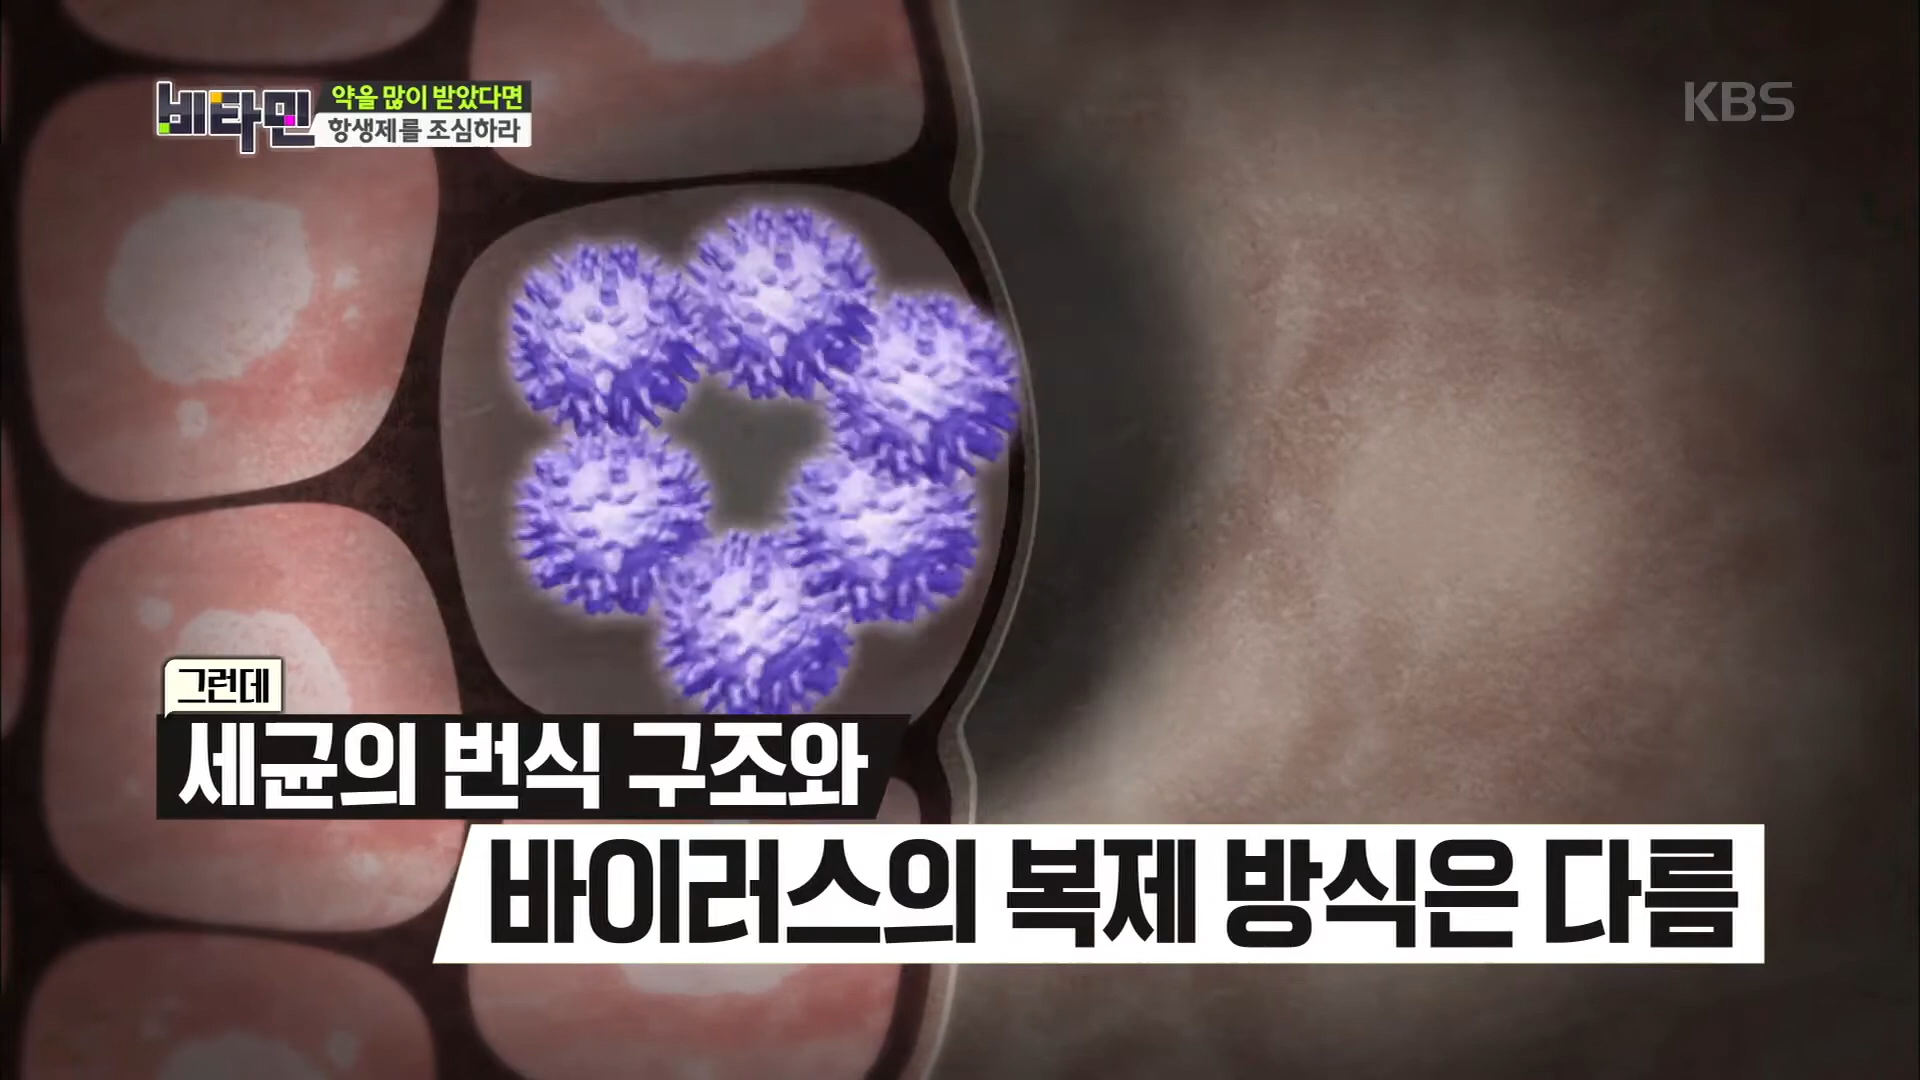 비타민
약을 많이 받았다면
항생제를 조심하라
KBS
그런데
세균의 번식 구조와
바이러스의 복제 방식은 다름